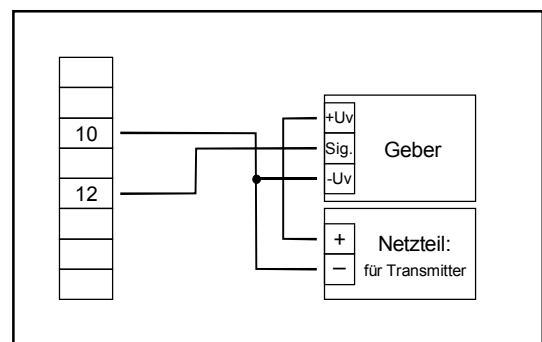 10
12
+Uv
Sig.
-Uv
Geber
+
−
Netzteil:
für Transmitter